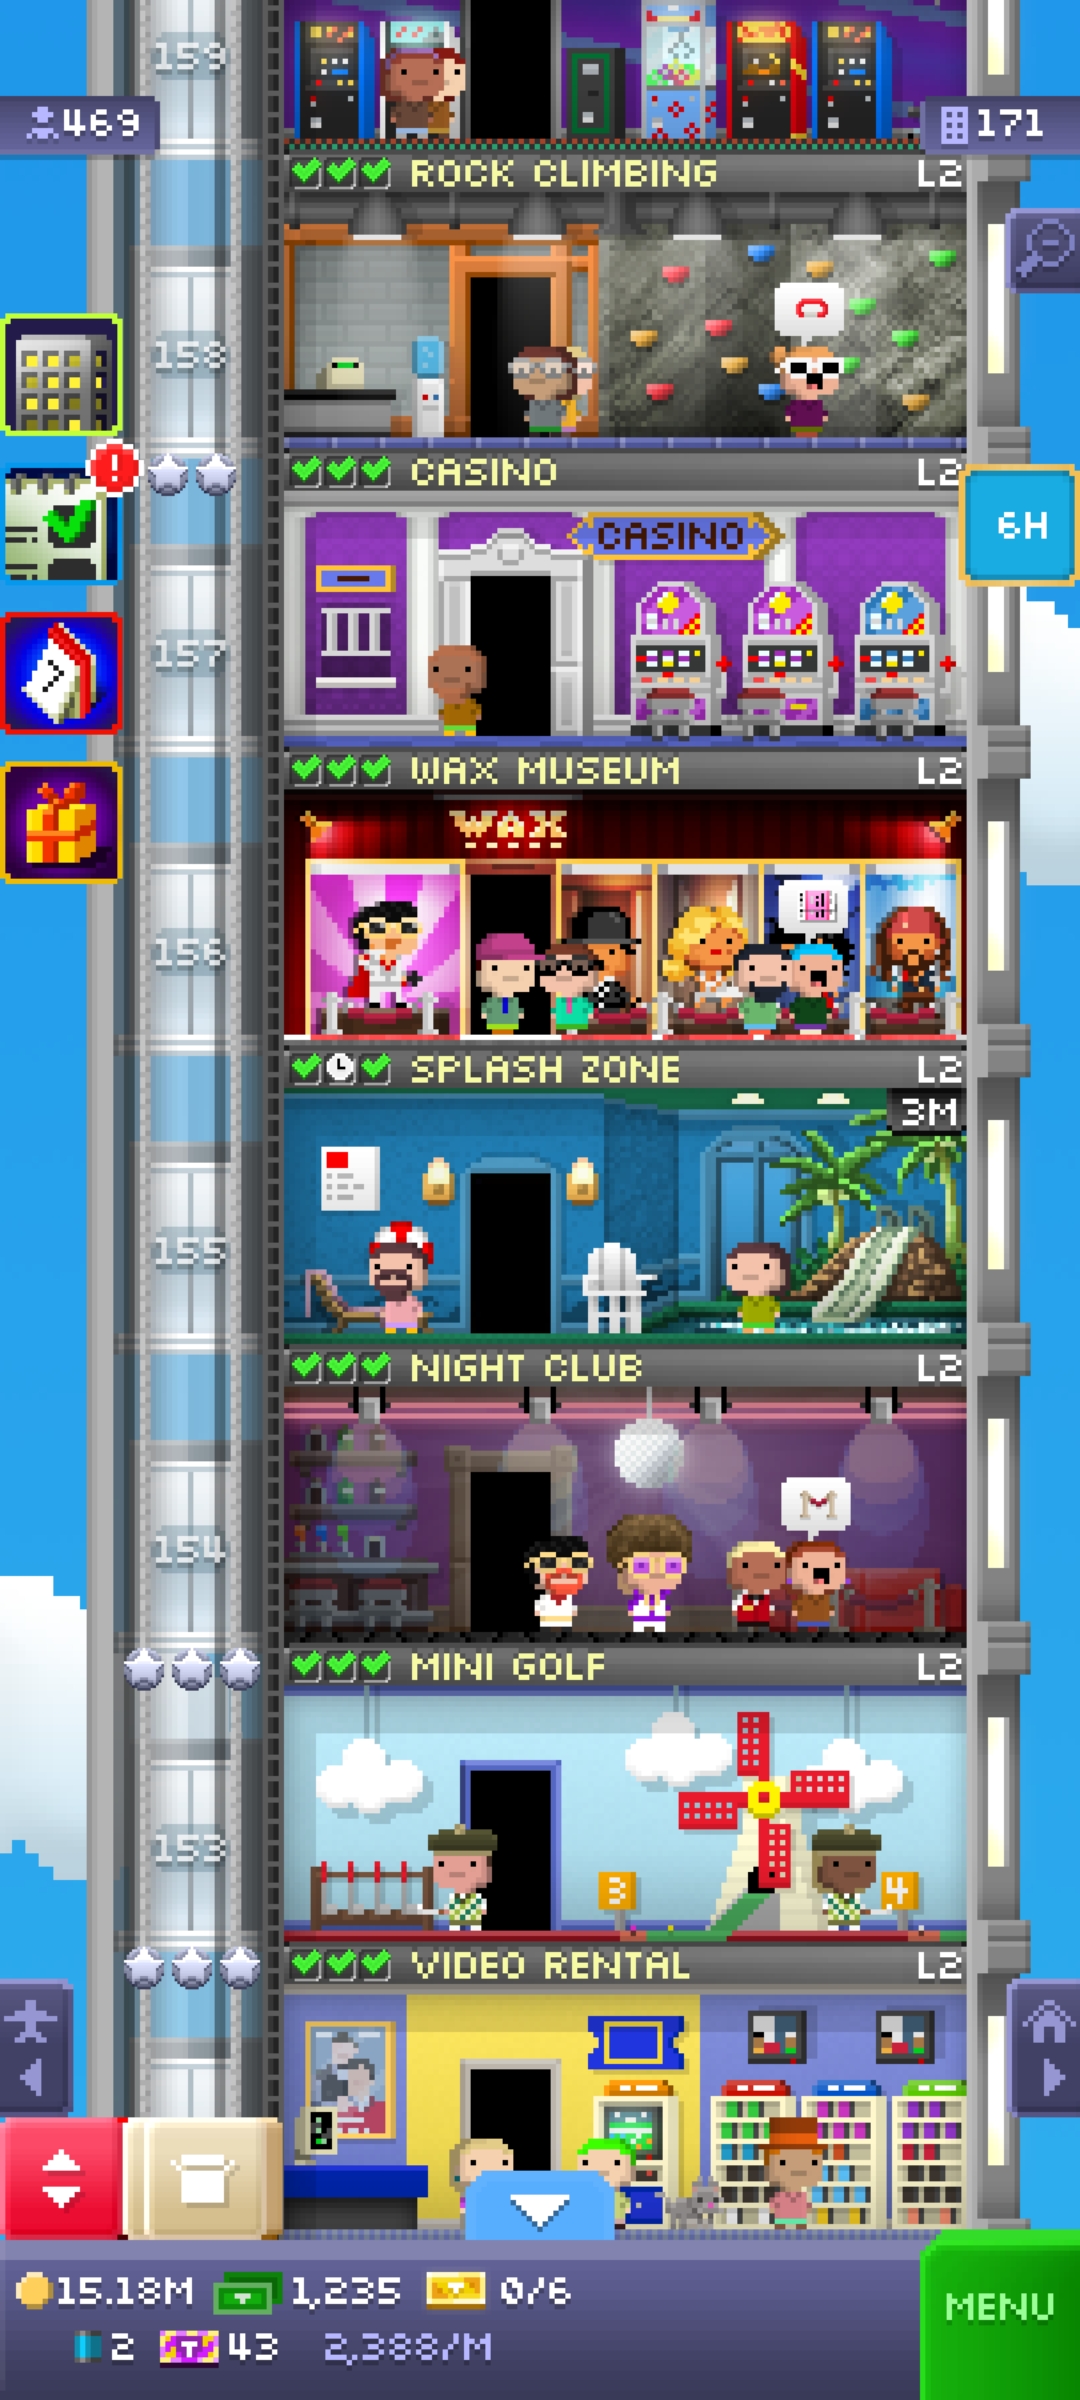 159
469
171
ROCK CLIMBING L2
158
CASINO L2
CASINO
6H
157
WAX MUSEUM L2
WAX
156
SPLASH ZONE L2
3M
155
NIGHT CLUB L2
154
MINI GOLF L2
153
3
4
VIDEO RENTAL L2
15.18M 1,235 0/6
MENU
2 T 43 2,388/M